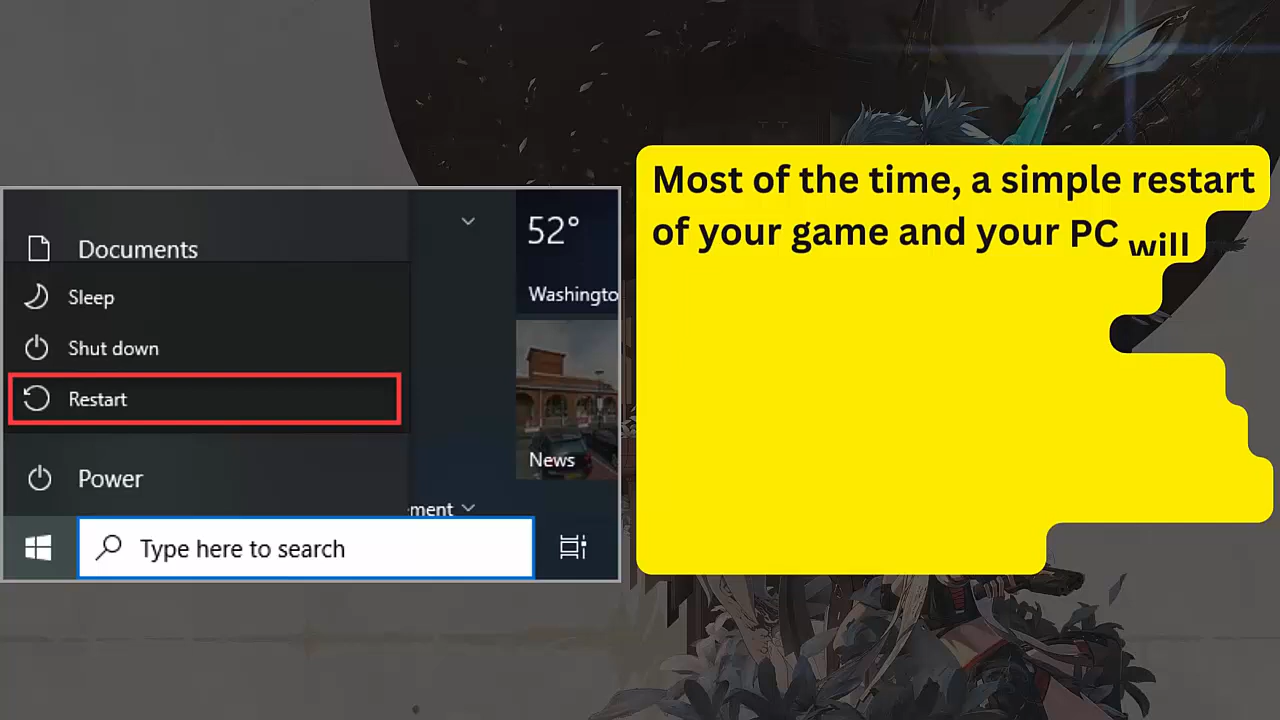 Documents
Sleep
Shut down
Restart
Power
Type here to search
52°
Washingto
News
ment
Most of the time, a simple restart
of your game and your PC will